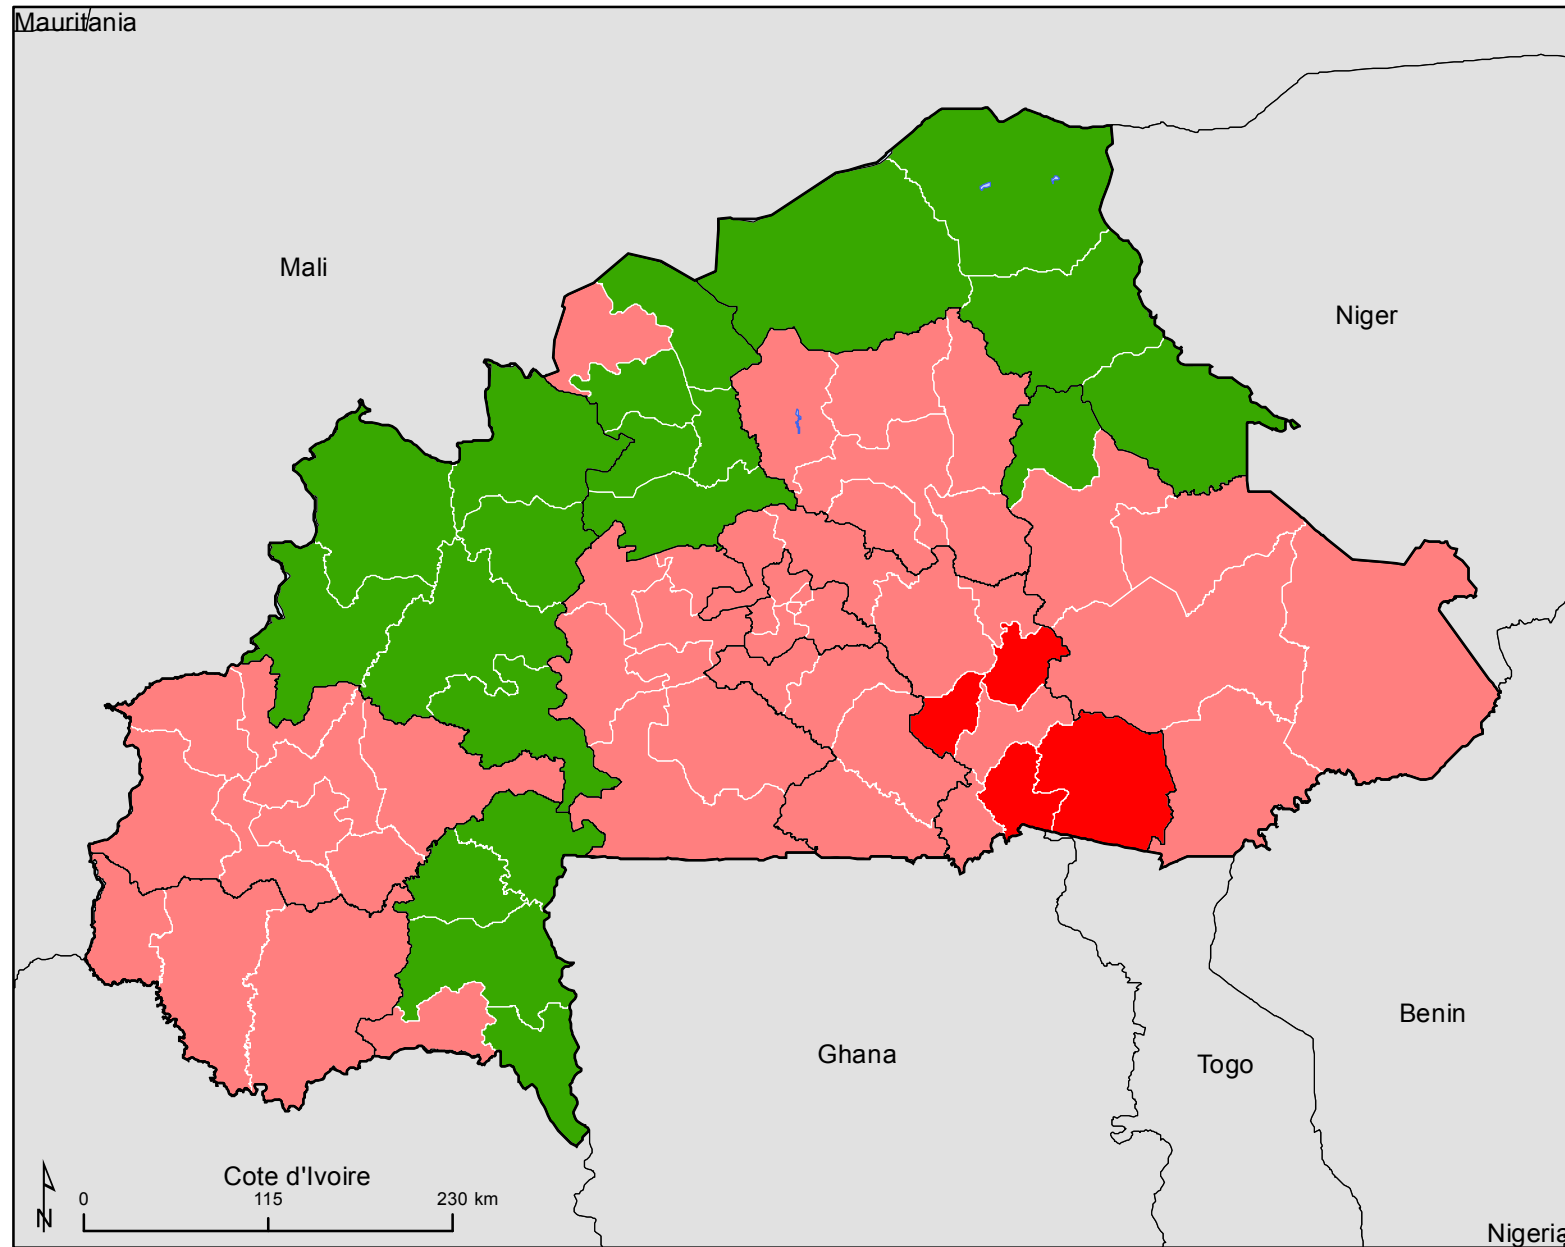 Mauritania
Mali
Niger
Benin
Ghana
Togo
Cote d'Ivoire
0 115 230 km
N
Nigeria